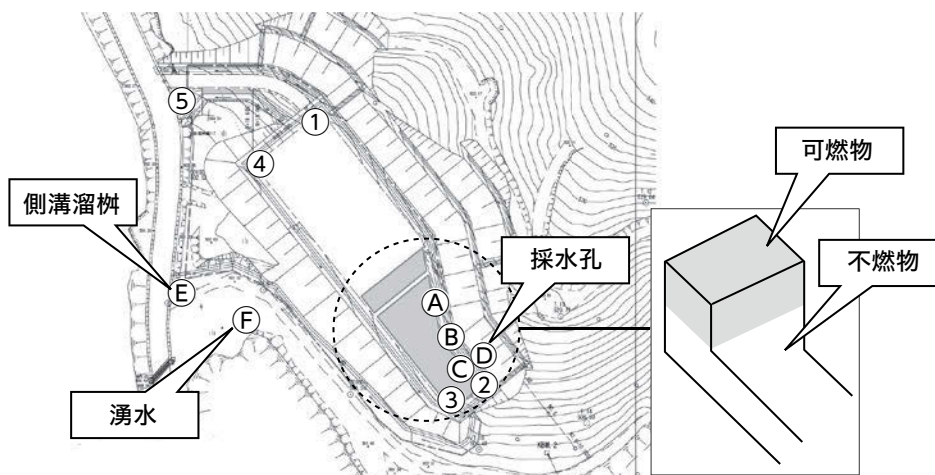 ⑤
①
④
側溝溜桝
Ⓔ
Ⓕ
湧水
採水孔
Ⓐ
Ⓑ
Ⓓ
Ⓒ
②
③
可燃物
不燃物